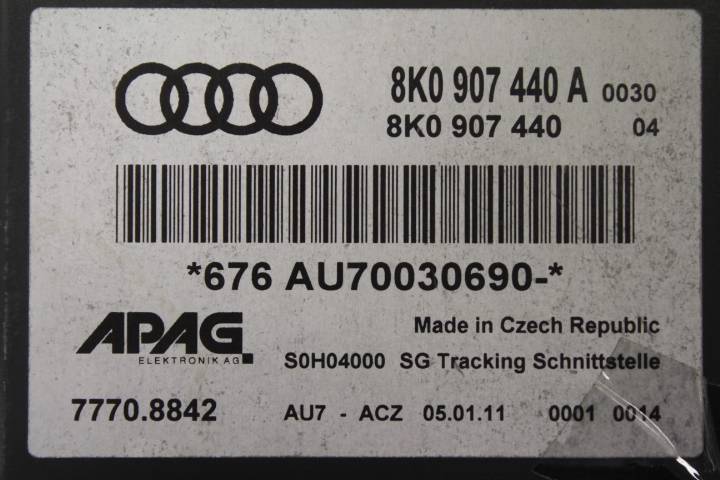 8K0 907 440 A 0030
8K0 907 440 04
*676 AU70030690-*
APAG
ELEKTRONIK AG
Made in Czech Republic
S0H04000 SG Tracking Schnittstelle
7770.8842
AU7 - ACZ 05.01.11 0001 0014